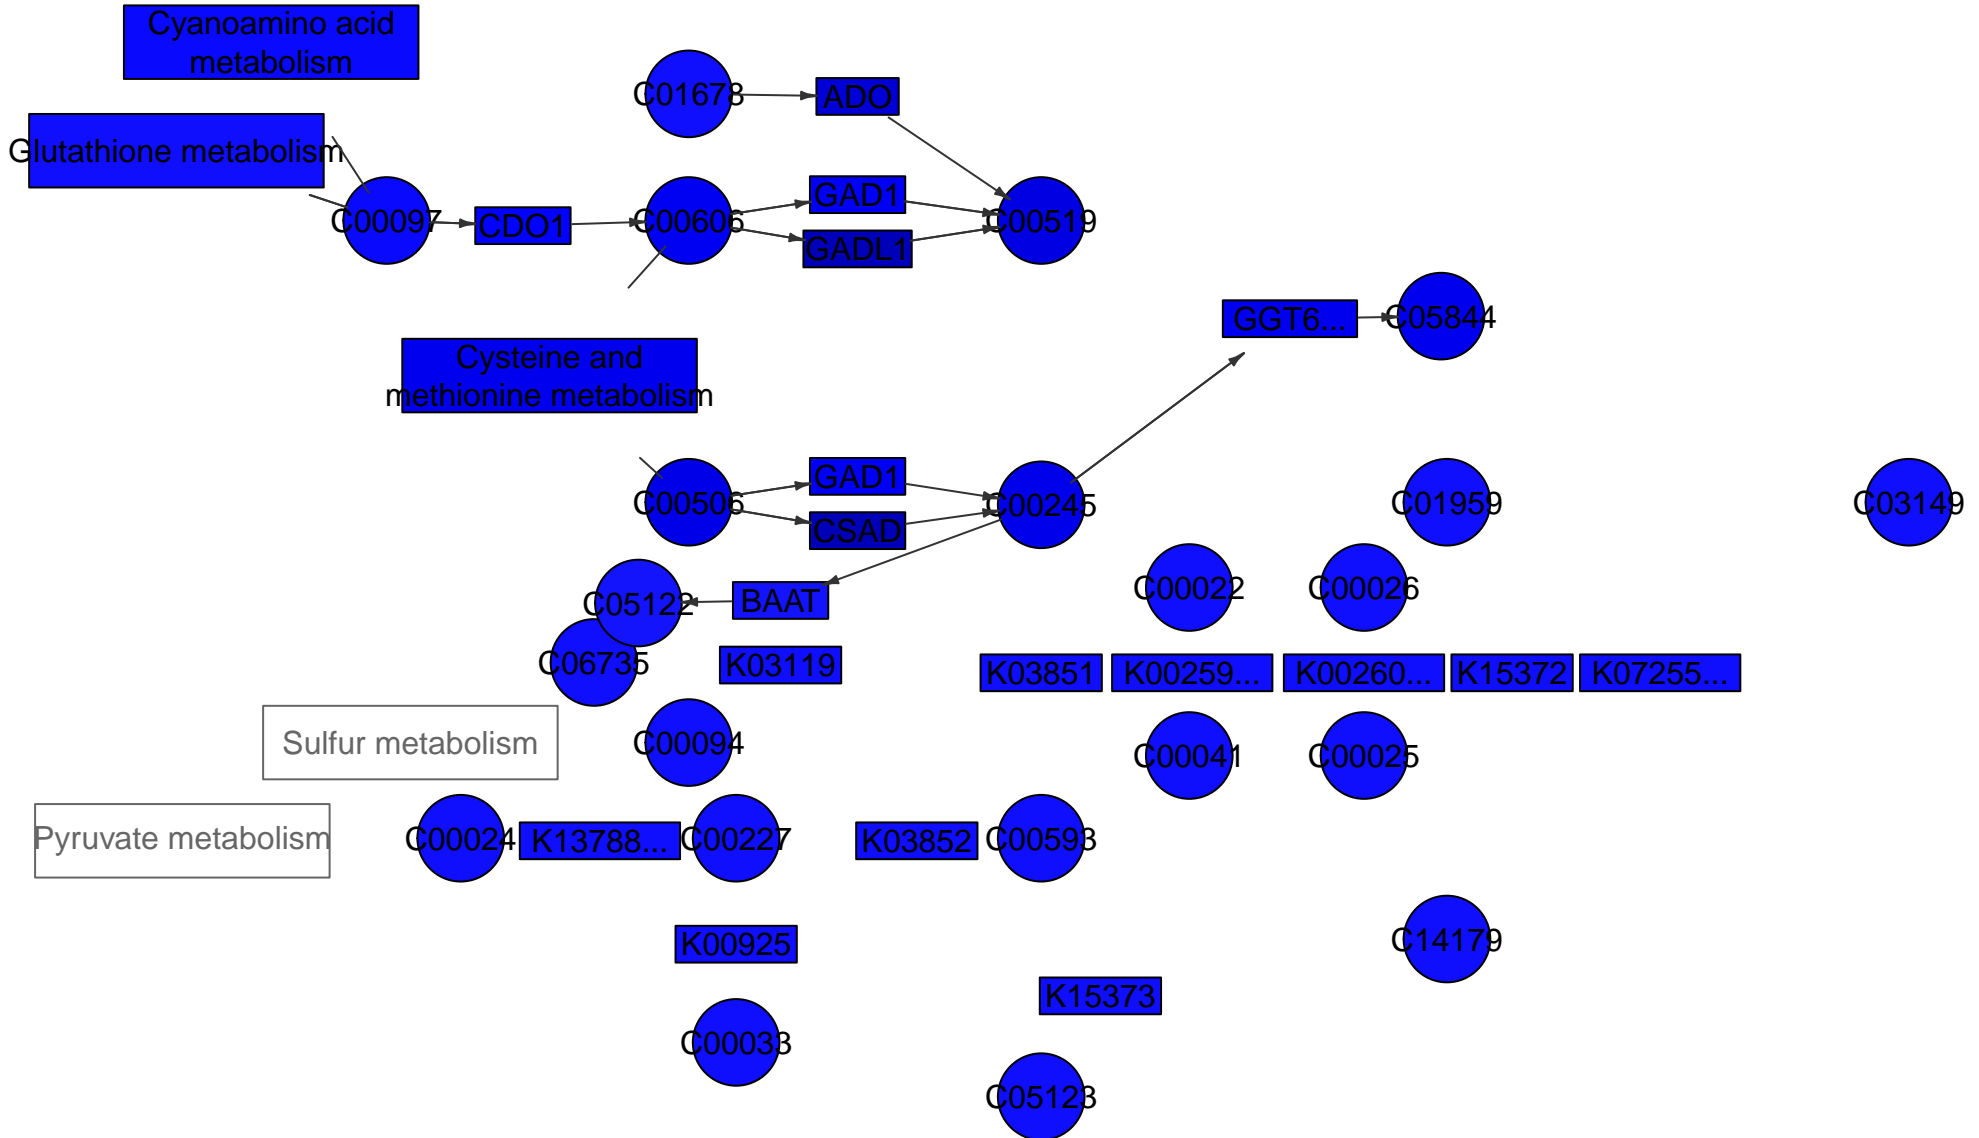 Cyanoamino acid
metabolism
C01678
ADO
Glutathione metabolism
C00097
CDO1
C00606
GAD1
GADL1
C00519
GGT6...
C05844
Cysteine and
methionine metabolism
C00506
GAD1
CSAD
C00245
C01959
C03149
C05122
BAAT
C00022
C00026
C06735
K03119
K03851
K00259...
K00260...
K15372
K07255...
Sulfur metabolism
C00094
C00041
C00025
Pyruvate metabolism
C00024
K13788...
C00227
K03852
C00593
K00925
C14179
K15373
C00033
C05123